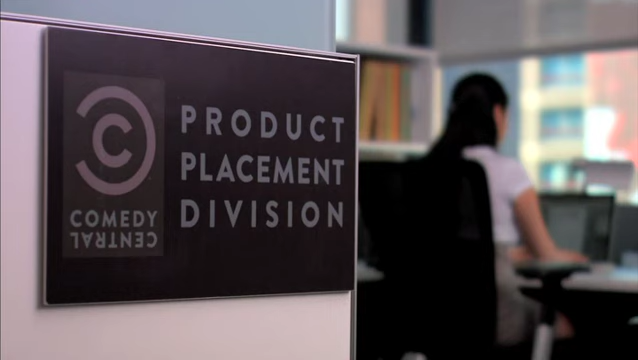 COMEDY
CENTRAL
PRODUCT
PLACEMENT
DIVISION